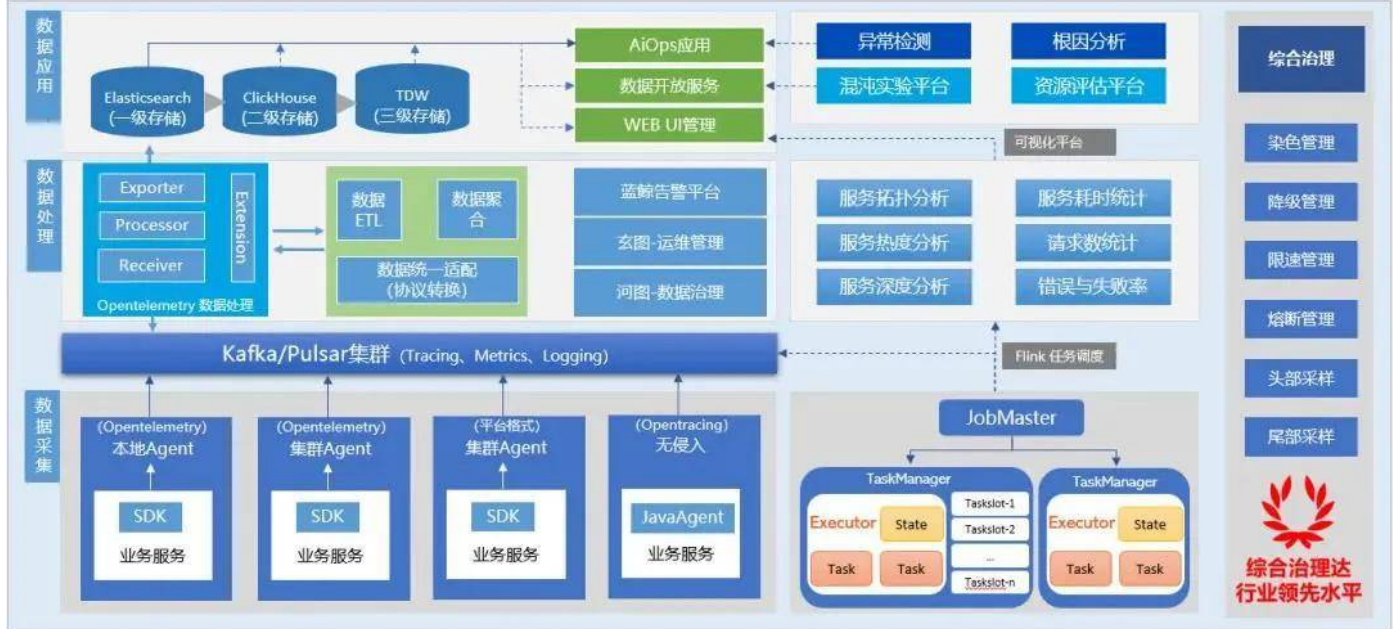 数据应用
Elasticsearch
(一级存储)
ClickHouse
(二级存储)
TDW
(三级存储)
AiOps应用
数据开放服务
WEB UI管理
异常检测
根因分析
混沌实验平台
资源评估平台
可视化平台
数据处理
Exporter
Processor
Receiver
Extension
Opentelemetry 数据处理
数据
ETL
数据聚
合
数据统一适配
(协议转换)
蓝鲸告警平台
玄图-运维管理
河图-数据治理
服务拓扑分析
服务耗时统计
服务热度分析
请求数统计
服务深度分析
错误与失败率
Kafka/Pulsar集群 (Tracing、Metrics、Logging)
Flink 任务调度
数据采集
(Opentelemetry)
本地Agent
SDK
业务服务
(Opentelemetry)
集群Agent
SDK
业务服务
(平台格式)
集群Agent
SDK
业务服务
(Opentracing)
无侵入
JavaAgent
业务服务
JobMaster
TaskManager
Executor
State
Task
Task
Taskslot-1
Taskslot-2
...
Taskslot-n
TaskManager
Executor
State
Task
Task
综合治理
染色管理
降级管理
限速管理
熔断管理
头部采样
尾部采样
综合治理达
行业领先水平